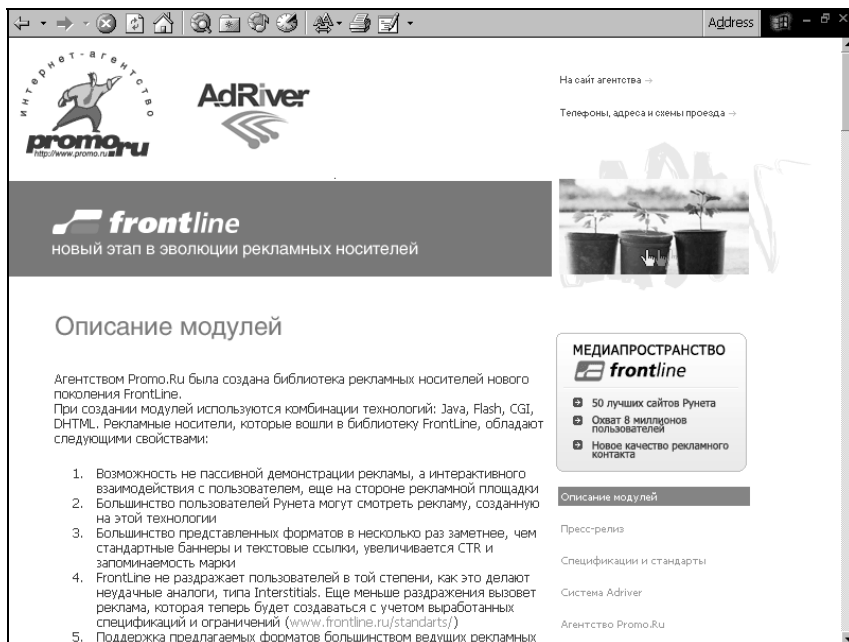 Address
интернет-агентство
promo.ru
http://www.promo.ru
AdRiver
На сайт агентства →
Телефоны, адреса и схемы проезда →
frontline
новый этап в эволюции рекламных носителей
Описание модулей
Агентством Promo.Ru была создана библиотека рекламных носителей нового
поколения FrontLine.
При создании модулей используются комбинации технологий: Java, Flash, CGI,
DHTML. Рекламные носители, которые вошли в библиотеку FrontLine, обладают
следующими свойствами:
1. Возможность не пассивной демонстрации рекламы, а интерактивного
взаимодействия с пользователем, еще на стороне рекламной площадки
2. Большинство пользователей Рунета могут смотреть рекламу, созданную
на этой технологии
3. Большинство представленных форматов в несколько раз заметнее, чем
стандартные баннеры и текстовые ссылки, увеличивается CTR и
запоминаемость марки
4. FrontLine не раздражает пользователей в той степени, как это делают
неудачные аналоги, типа Interstitials. Еще меньше раздражения вызовет
реклама, которая теперь будет создаваться с учетом выработанных
спецификаций и ограничений (www.frontline.ru/standarts/)
5. Поддержка предлагаемых форматов большинством ведущих рекламных
МЕДИАПРОСТРАНСТВО
frontline
50 лучших сайтов Рунета
Охват 8 миллионов
пользователей
Новое качество рекламного
контакта
Описание модулей
Пресс-релиз
Спецификации и стандарты
Система Adriver
Агентство Promo.Ru